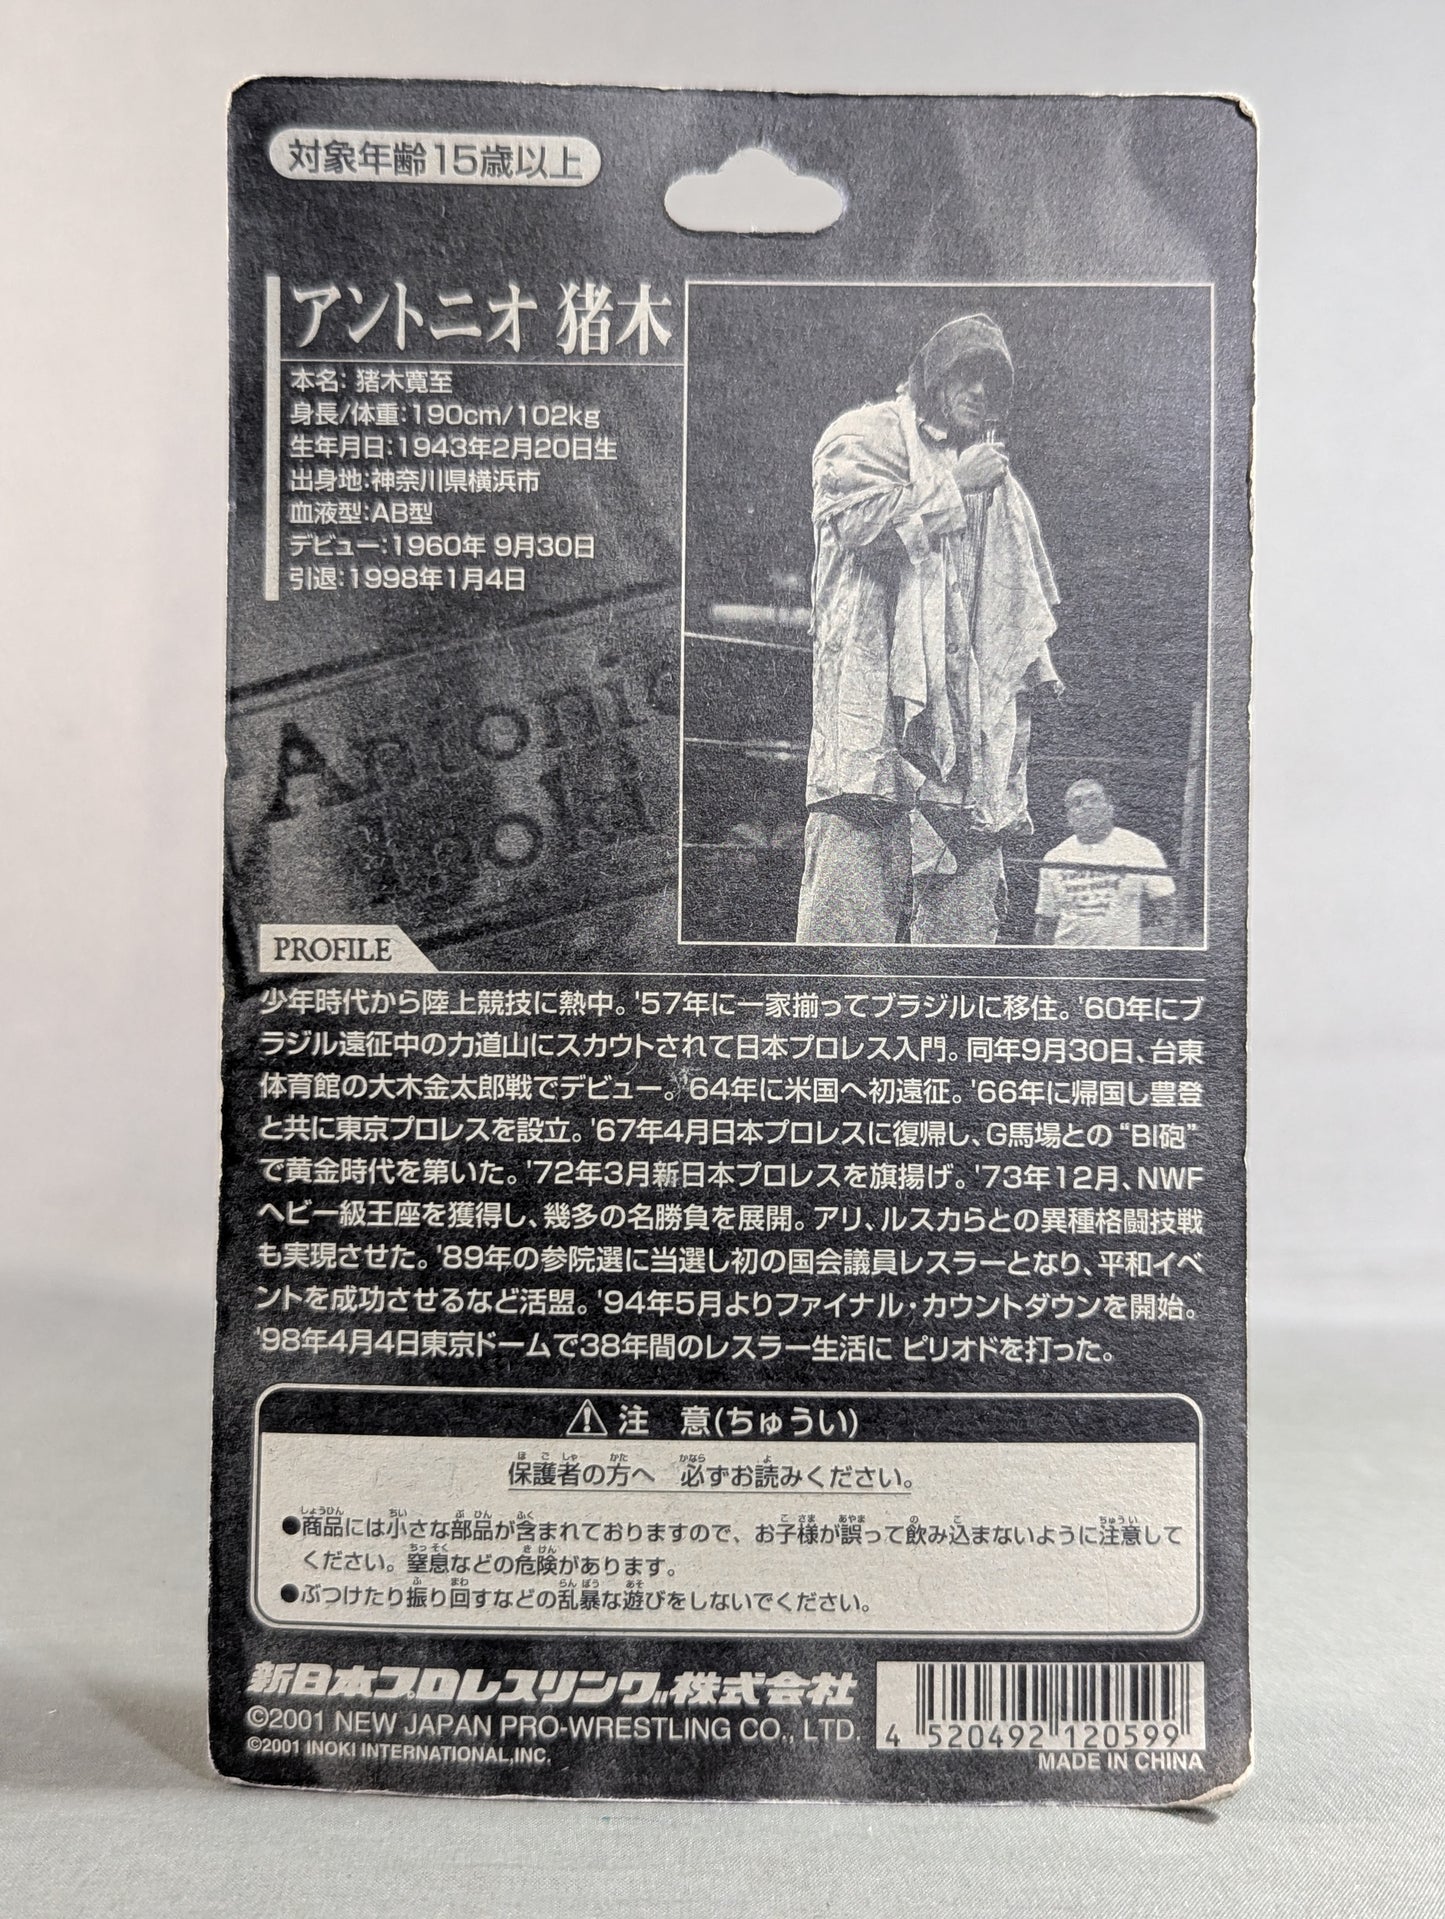 対象年齢15歳以上
アントニオ 猪木
本名: 猪木寛至
身長/体重:190cm/102kg
生年月日:1943年2月20日生
出身地:神奈川県横浜市
血液型:AB型
デビュー:1960年 9月30日
引退:1998年1月4日
Antonio
Inoki
PROFILE
少年時代から陸上競技に熱中。'57年に一家揃ってブラジルに移住。'60年にブ
ラジル遠征中の力道山にスカウトされて日本プロレス入門。同年9月30日、台東
体育館の大木金太郎戦でデビュー。'64年に米国へ初遠征。'66年に帰国し豊登
と共に東京プロレスを設立。'67年4月日本プロレスに復帰し、G馬場との“BI砲”
で黄金時代を築いた。'72年3月新日本プロレスを旗揚げ。'73年12月、NWF
ヘビー級王座を獲得し、幾多の名勝負を展開。アリ、ルスカらとの異種格闘技戦
も実現させた。'89年の参院選に当選し初の国会議員レスラーとなり、平和イベ
ントを成功させるなど活盟。'94年5月よりファイナル・カウントダウンを開始。
'98年4月4日東京ドームで38年間のレスラー生活に ピリオドを打った。
⚠ 注 意(ちゅうい)
保護者の方へ 必ずお読みください。
●商品には小さな部品が含まれておりますので、お子様が誤って飲み込まないように注意して
ください。窒息などの危険があります。
●ぶつけたり振り回すなどの乱暴な遊びをしないでください。
新日本プロレスリング株式会社
©2001 NEW JAPAN PRO-WRESTLING CO., LTD.
©2001 INOKI INTERNATIONAL,INC.
4 520492 120599
MADE IN CHINA